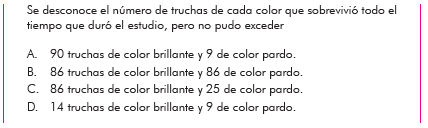 Se desconoce el número de truchas de cada color que sobrevivió todo el
tiempo que duró el estudio, pero no pudo exceder
A. 90 truchas de color brillante y 9 de color pardo.
B. 86 truchas de color brillante y 86 de color pardo.
C. 86 truchas de color brillante y 25 de color pardo.
D. 14 truchas de color brillante y 9 de color pardo.